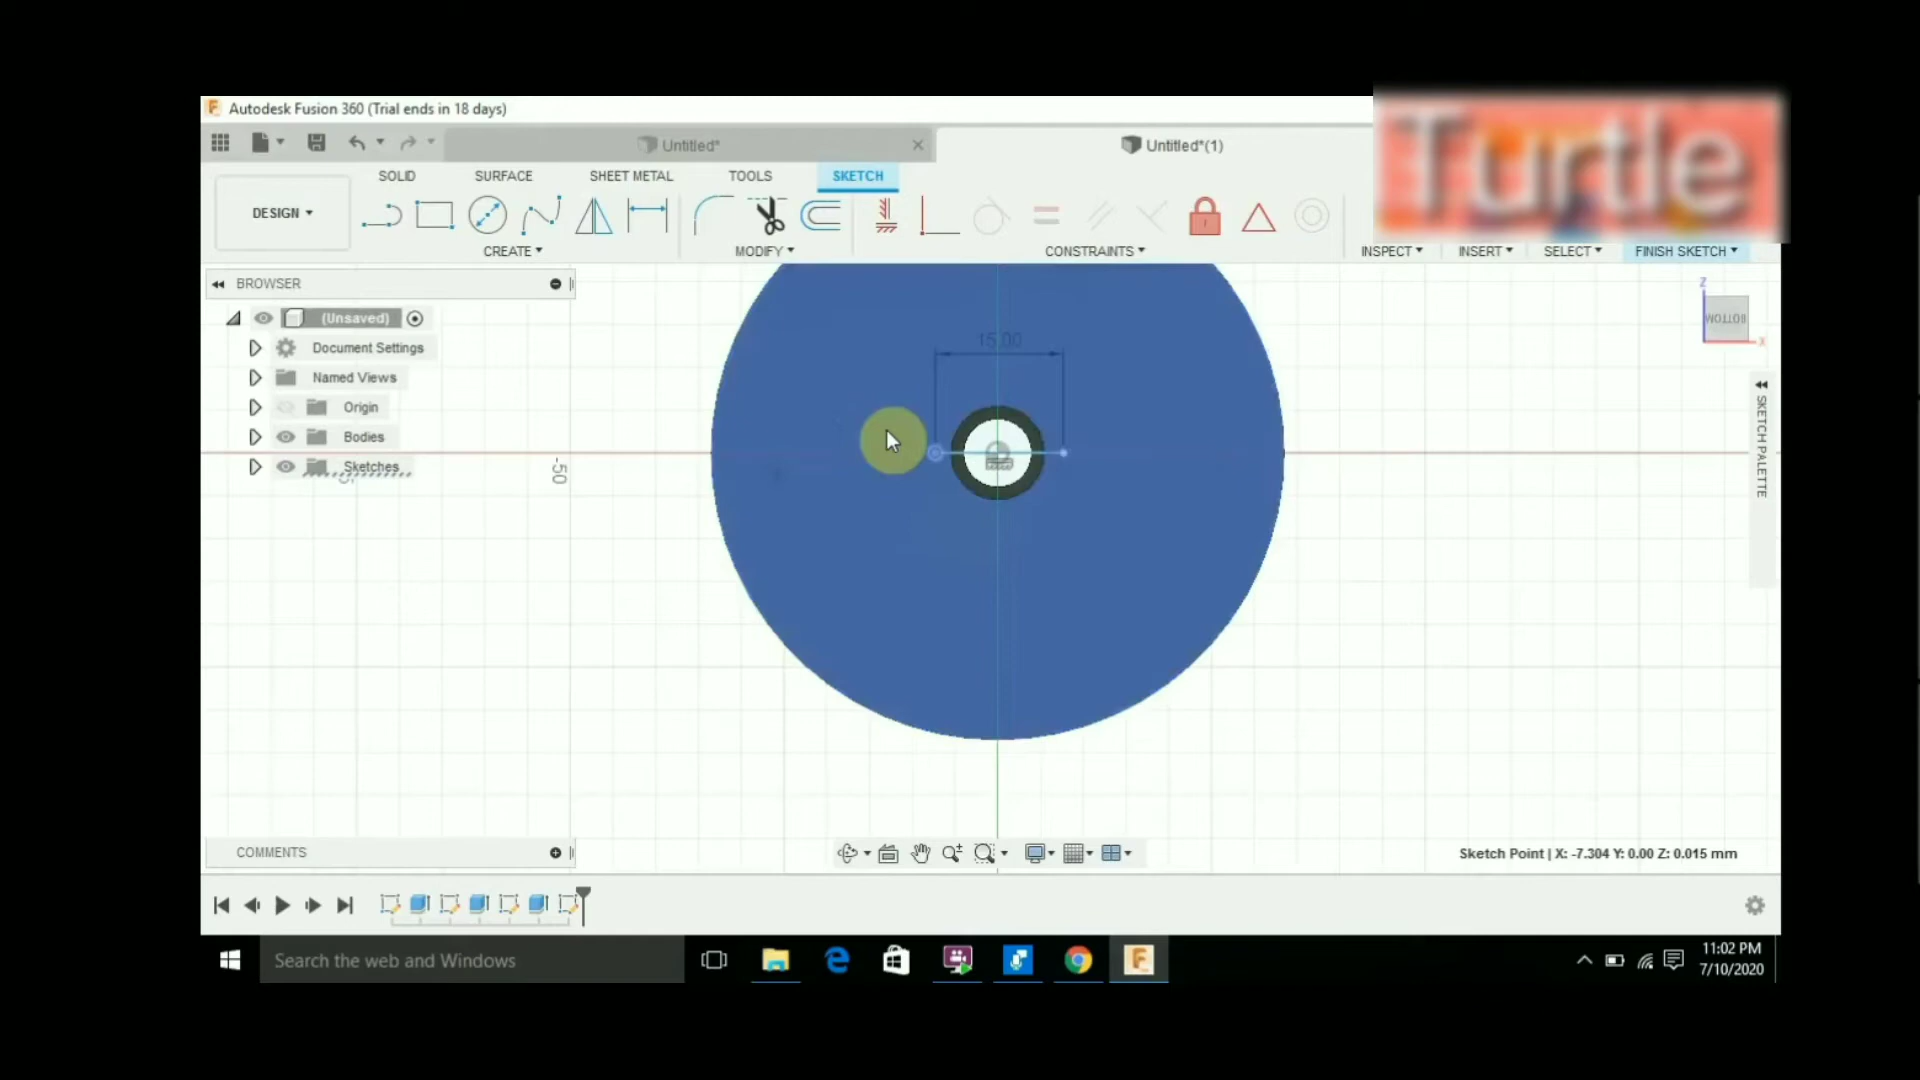 Autodesk Fusion 360 (Trial ends in 18 days)
Turtle
Untitled*
Untitled*(1)
SOLID SURFACE SHEET METAL TOOLS SKETCH
DESIGN
CREATE MODIFY CONSTRAINTS INSPECT INSERT SELECT FINISH SKETCH
BROWSER
(Unsaved)
Document Settings
Named Views
Origin
Bodies
Sketches
-50
15.00
Z
BOTTOM
X
SKETCH PALETTE
COMMENTS
Sketch Point | X: -7.304 Y: 0.00 Z: 0.015 mm
Search the web and Windows
11:02 PM
7/10/2020